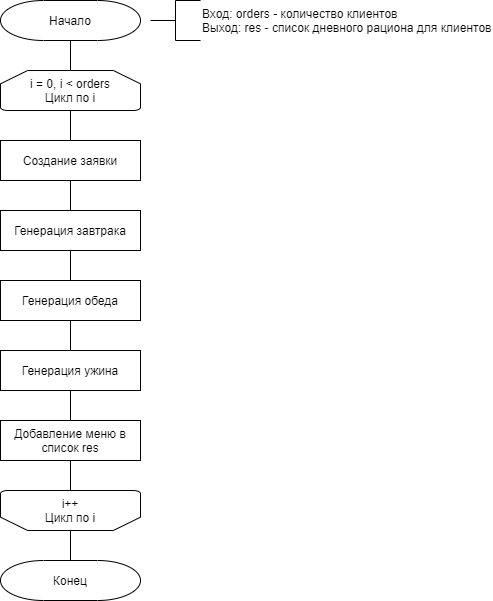 Начало
Вход: orders - количество клиентов
Выход: res - список дневного рациона для клиентов
i = 0, i < orders
Цикл по i
Создание заявки
Генерация завтрака
Генерация обеда
Генерация ужина
Добавление меню в
список res
i++
Цикл по i
Конец